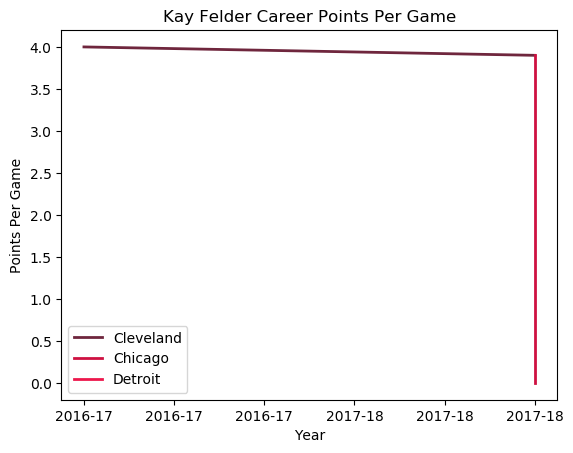 Kay Felder Career Points Per Game
Points Per Game
4.0
3.5
3.0
2.5
2.0
1.5
1.0
0.5
0.0
Cleveland
Chicago
Detroit
2016-17 2016-17 2016-17 2017-18 2017-18 2017-18
Year